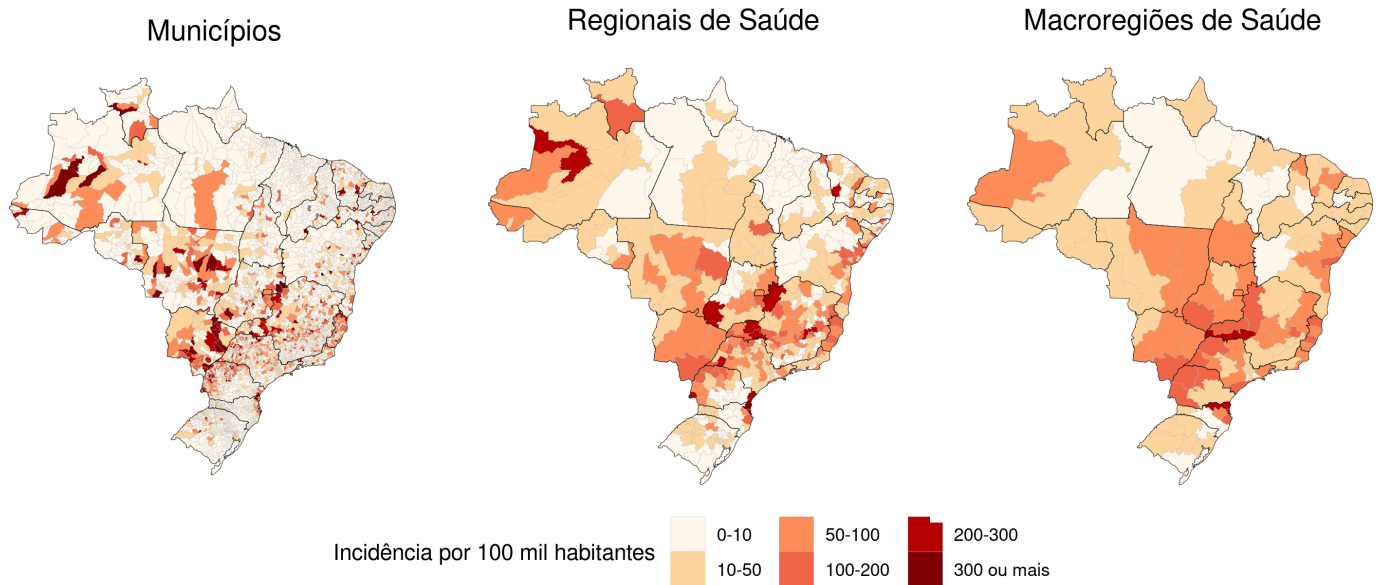 Municípios
Regionais de Saúde
Macroregiões de Saúde
Incidência por 100 mil habitantes
0-10
50-100
200-300
10-50
100-200
300 ou mais